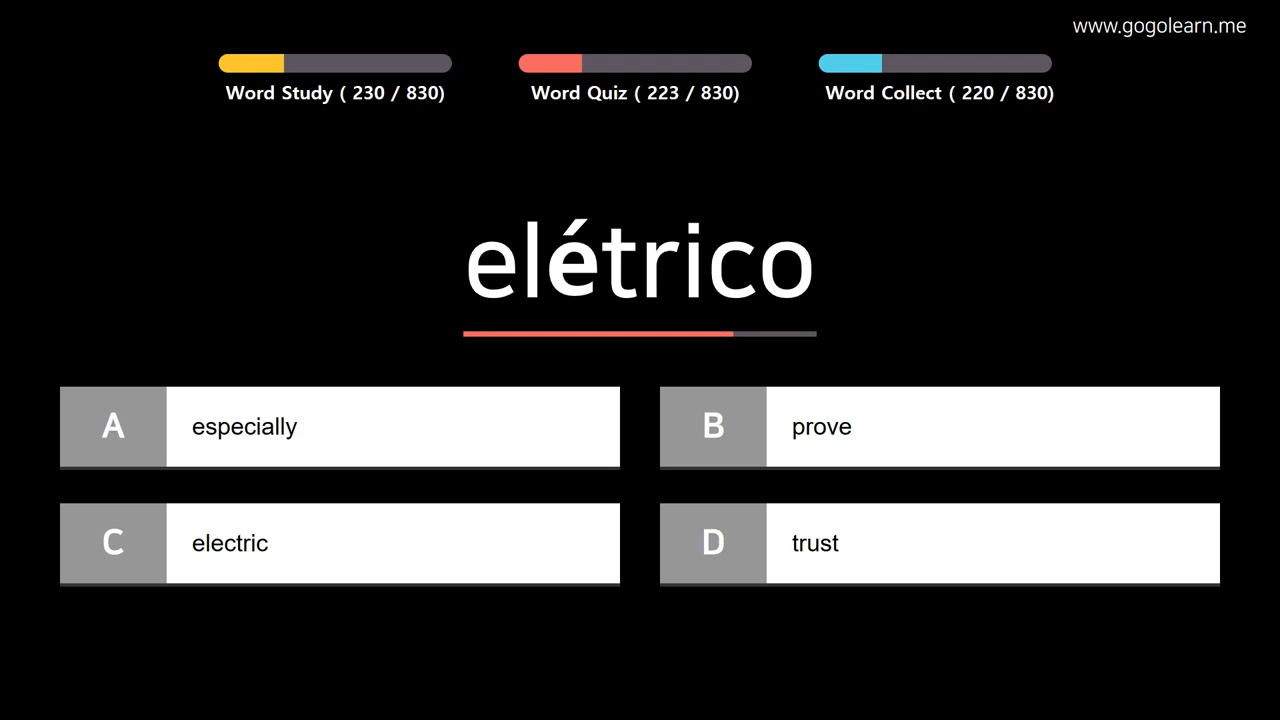 www.gogolearn.me
Word Study ( 230 / 830)
Word Quiz ( 223 / 830)
Word Collect ( 220 / 830)
elétrico
A especially
B prove
C electric
D trust